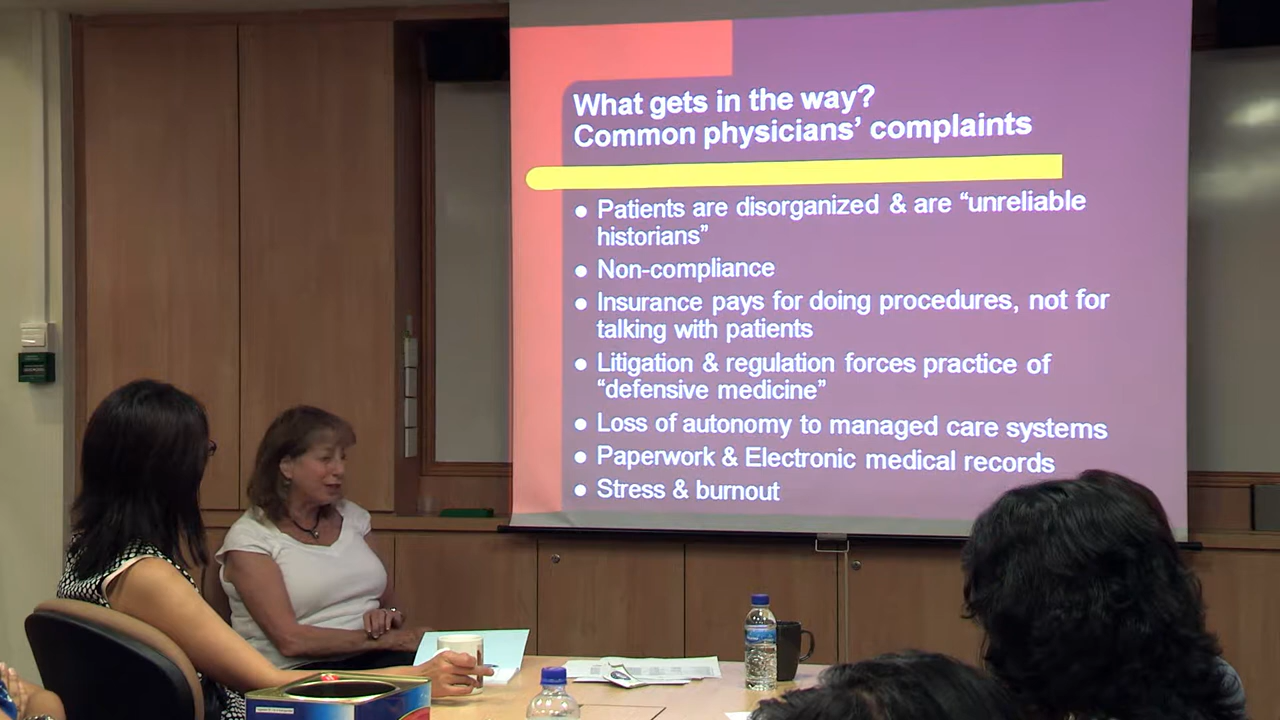 What gets in the way?
Common physicians’ complaints
● Patients are disorganized & are “unreliable
historians”
● Non-compliance
● Insurance pays for doing procedures, not for
talking with patients
● Litigation & regulation forces practice of
“defensive medicine”
● Loss of autonomy to managed care systems
● Paperwork & Electronic medical records
● Stress & burnout